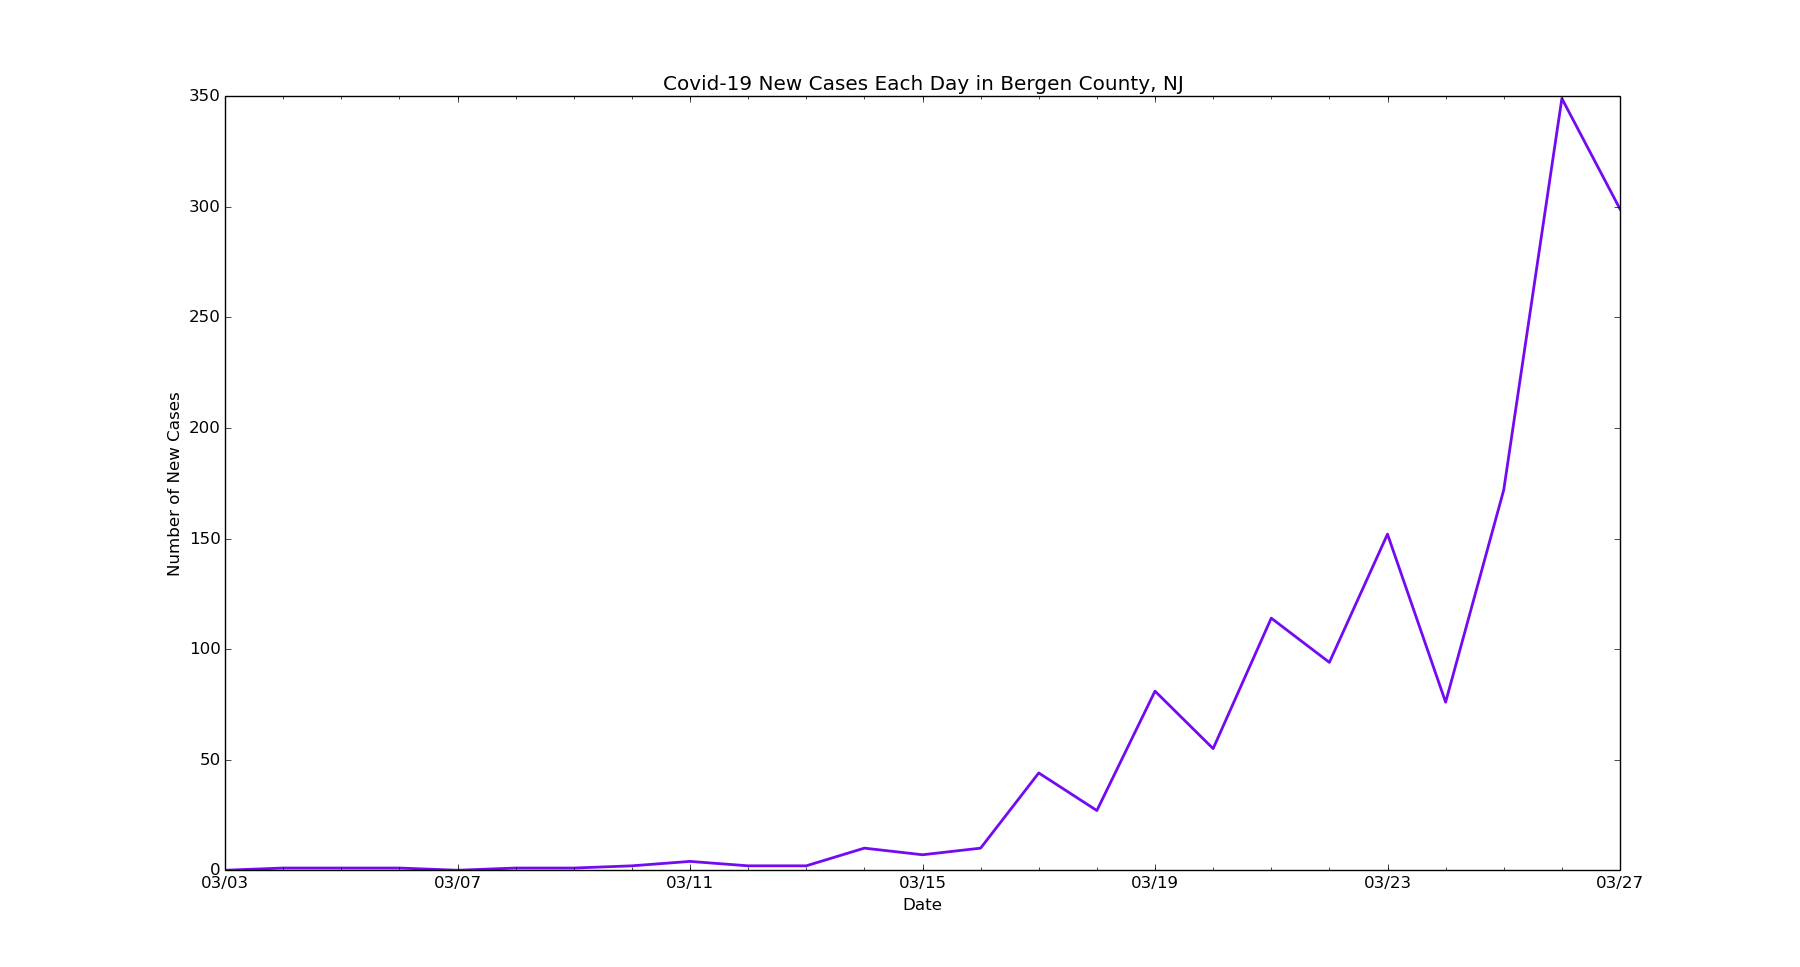 Covid-19 New Cases Each Day in Bergen County, NJ
350
300
250
200
150
100
50
0
Number of New Cases
03/03 03/07 03/11 03/15 03/19 03/23 03/27
Date